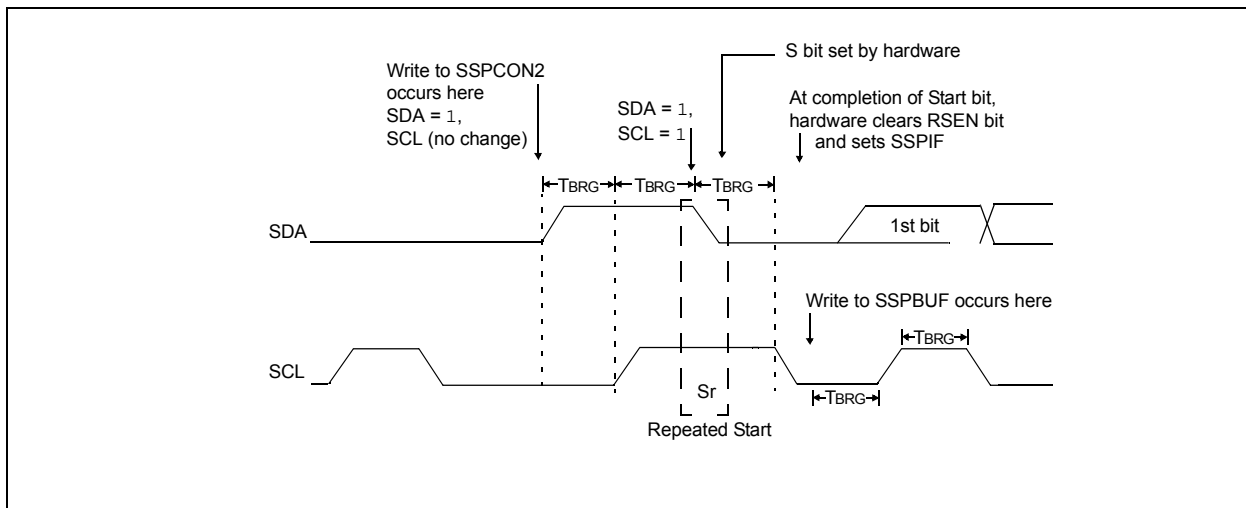 S bit set by hardware
Write to SSPCON2
occurs here
SDA = 1,
SCL (no change)
SDA = 1,
SCL = 1
At completion of Start bit,
hardware clears RSEN bit
and sets SSPIF
TBRG TBRG TBRG
SDA
1st bit
Write to SSPBUF occurs here
TBRG
SCL
Sr
TBRG
Repeated Start